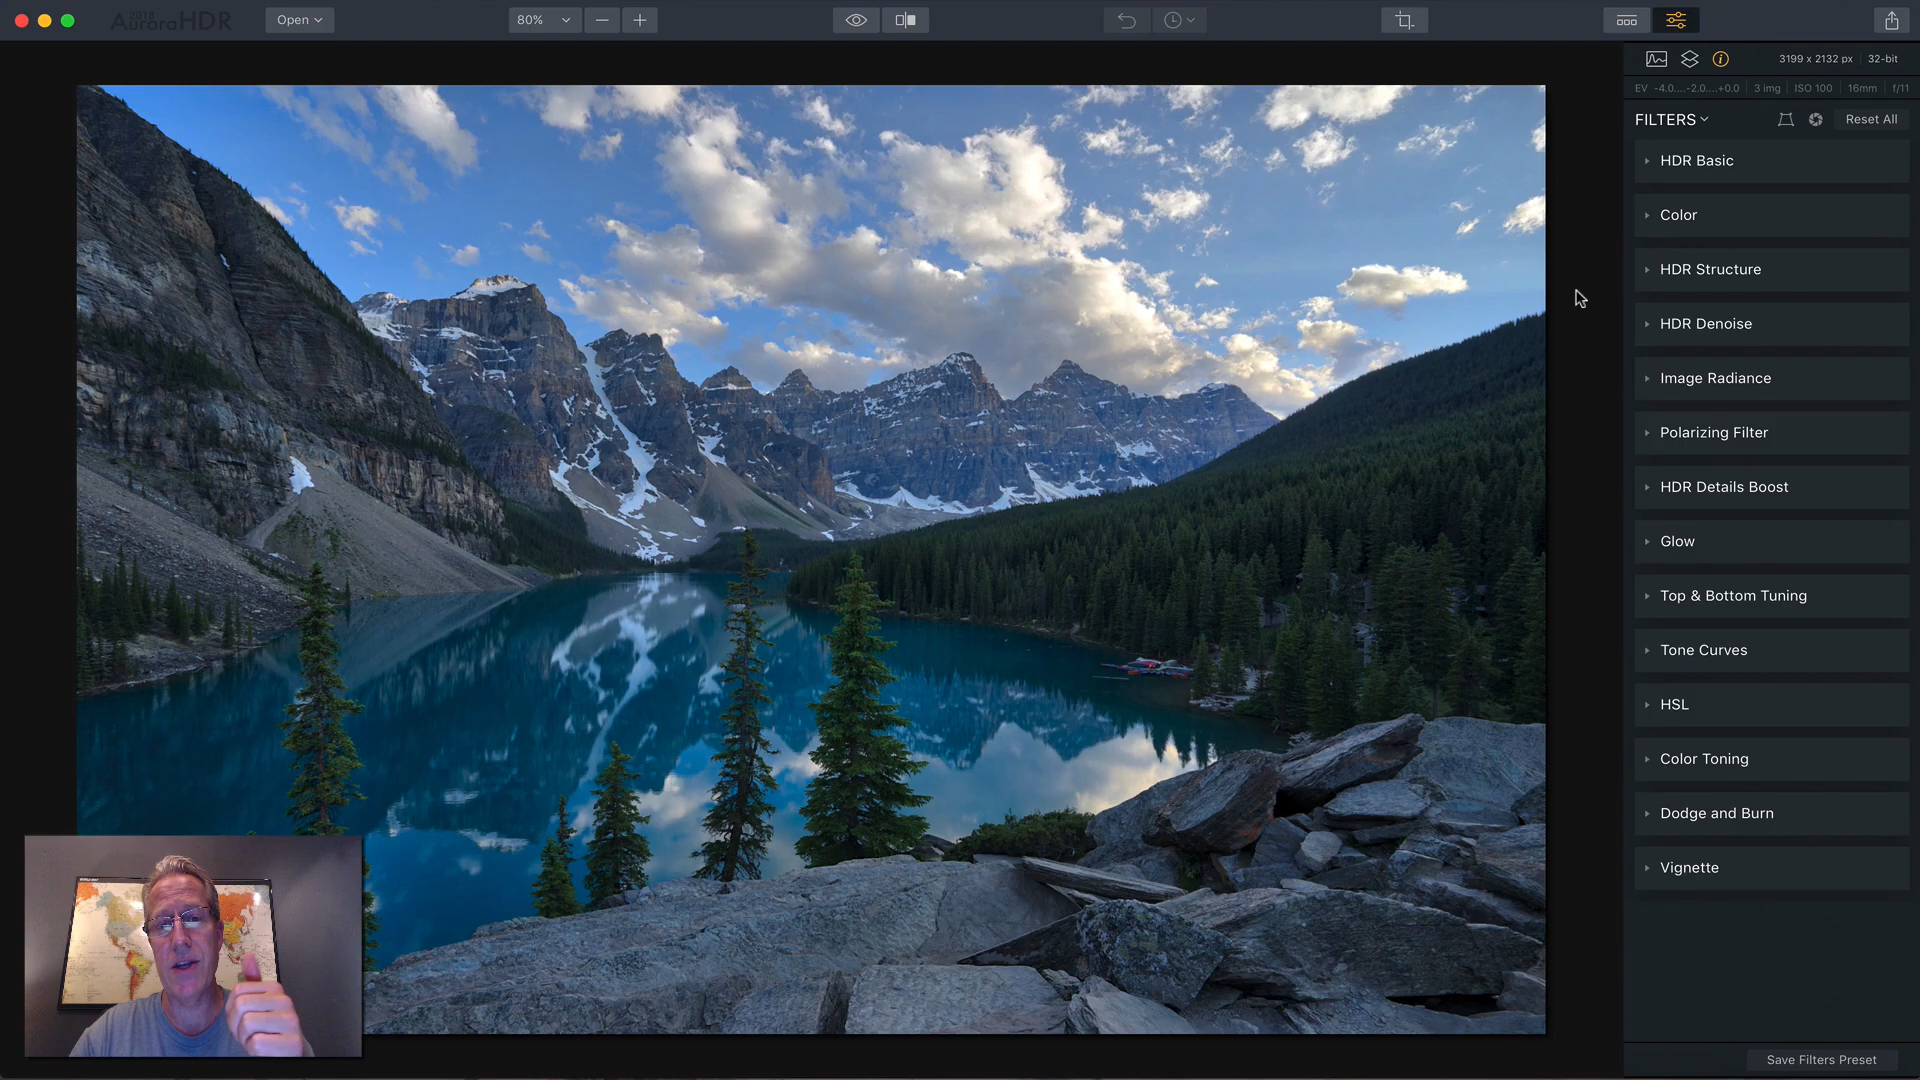 2018
AuroraHDR
Open
80%
3199 x 2132 px
32-bit
EV -4.0....-2.0....+0.0
3 img
ISO 100
16mm
f/11
FILTERS
Reset All
HDR Basic
Color
HDR Structure
HDR Denoise
Image Radiance
Polarizing Filter
HDR Details Boost
Glow
Top & Bottom Tuning
Tone Curves
HSL
Color Toning
Dodge and Burn
Vignette
Save Filters Preset